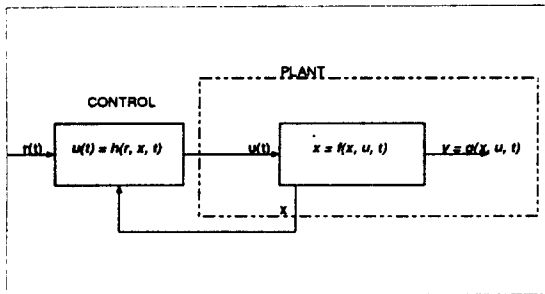 PLANT
CONTROL
r(t)
u(t) = h(r, x, t)
u(t)
ẋ = f(x, u, t)
y = g(x, u, t)
x